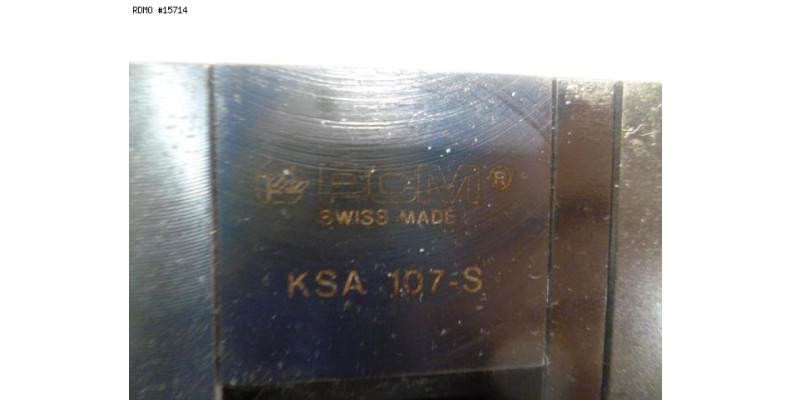 RDMO #15714
PCM®
SWISS MADE
KSA 107-S